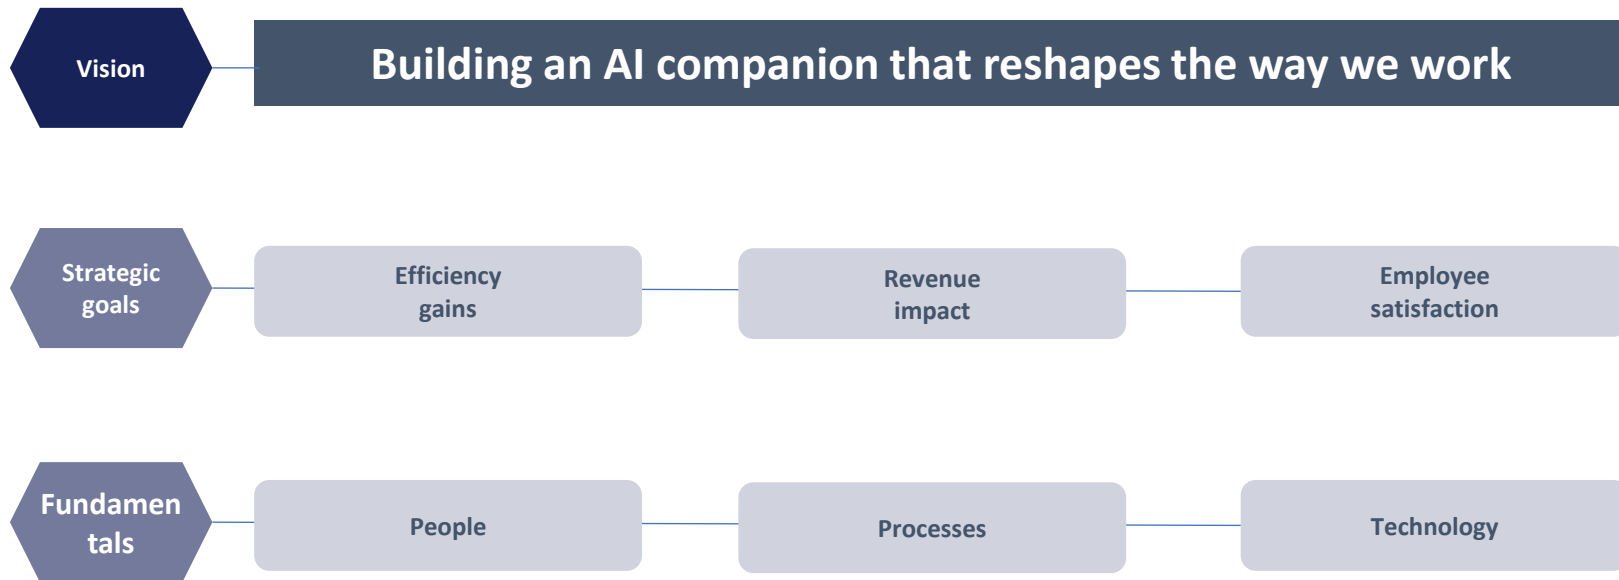 Vision
Building an AI companion that reshapes the way we work
Strategic
goals
Efficiency
gains
Revenue
impact
Employee
satisfaction
Fundamen
tals
People
Processes
Technology